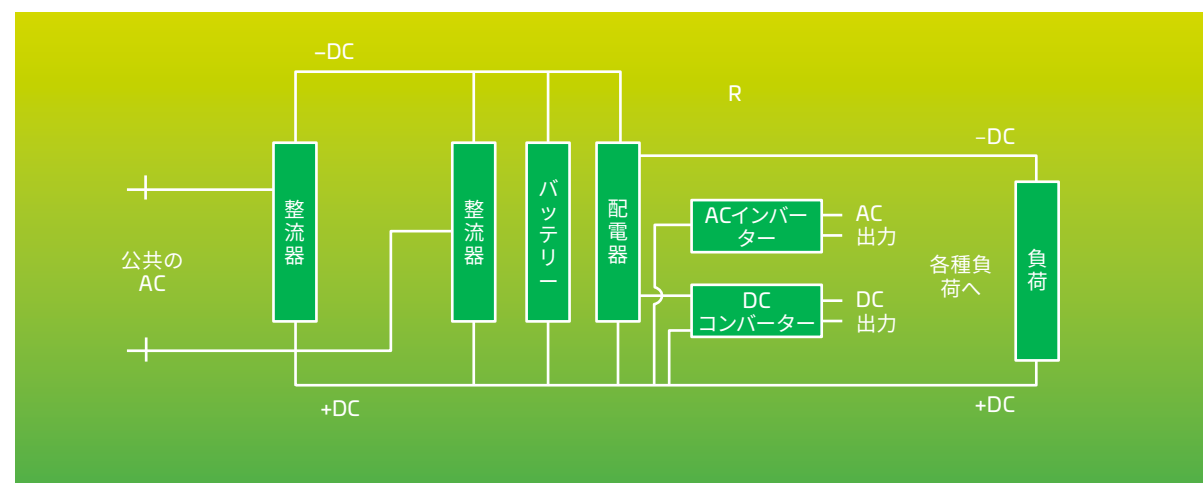 –DC
R
–DC
整流器
整流器
バッテリー
配電器
ACインバー
ター
AC
出力
公共の
AC
各種負
荷へ
負荷
DC
コンバーター
DC
出力
+DC
+DC